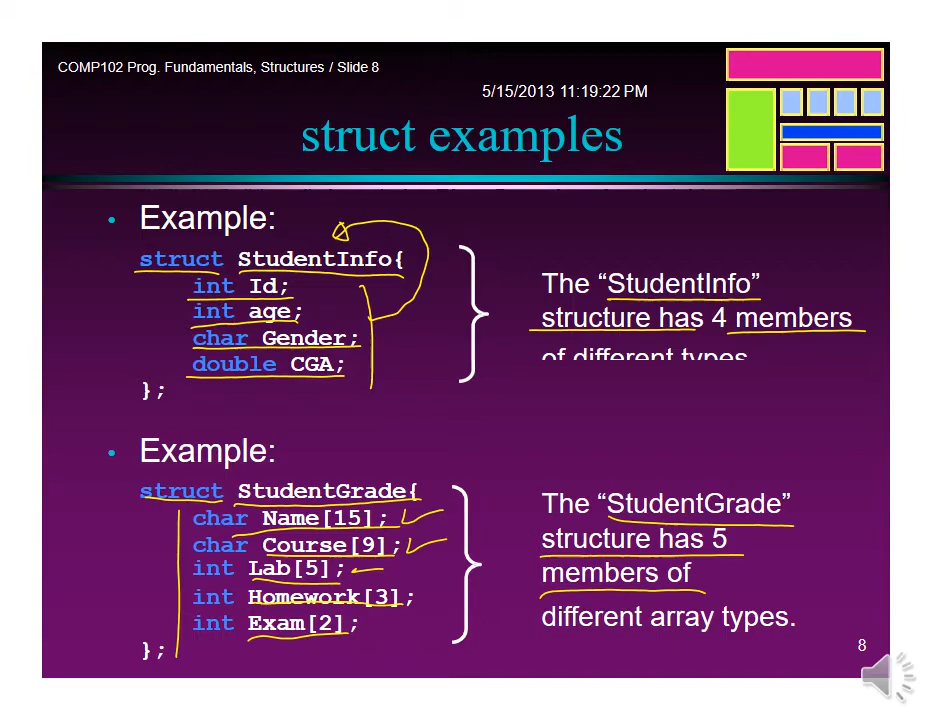 COMP102 Prog. Fundamentals, Structures / Slide 8
5/15/2013 11:19:22 PM
struct examples
• Example:
struct StudentInfo{
int Id;
int age;
char Gender;
double CGA;
};
The “StudentInfo”
structure has 4 members
of different types
• Example:
struct StudentGrade{
char Name[15];
char Course[9];
int Lab[5];
int Homework[3];
int Exam[2];
};
The “StudentGrade”
structure has 5
members of
different array types.
8